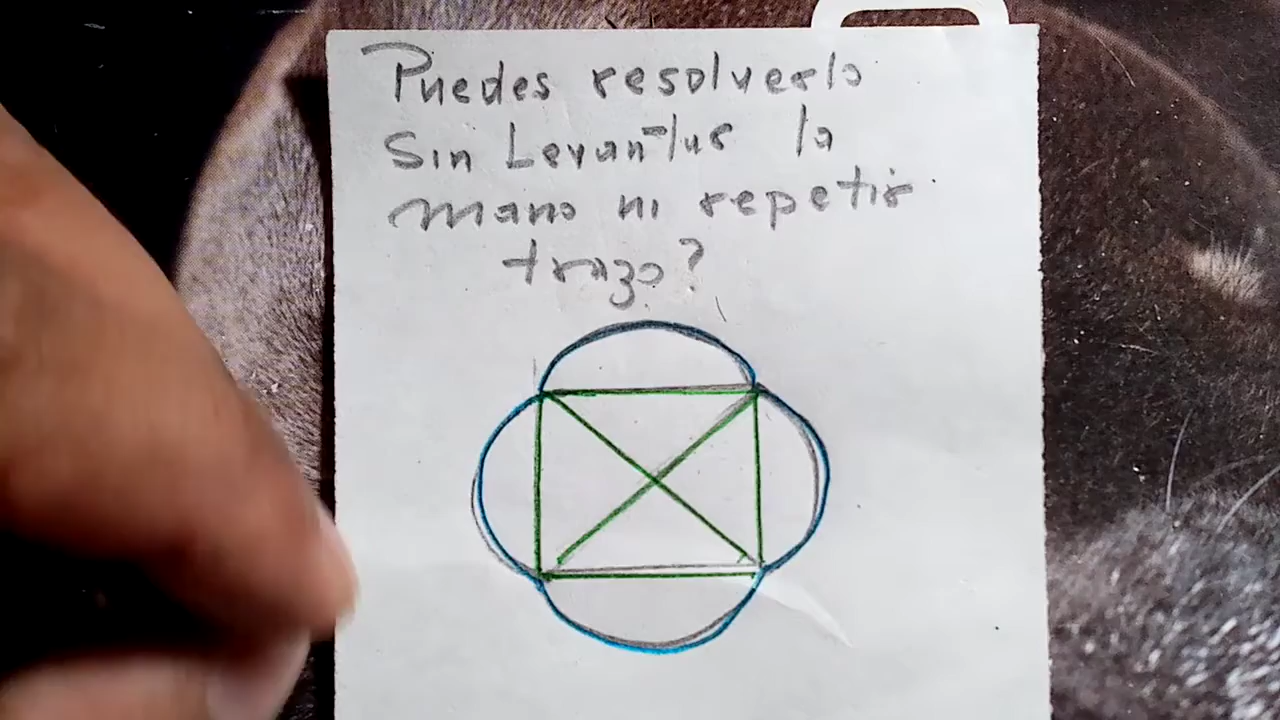 Puedes resolverlo
Sin Levantar la
mano ni repetir
trazo?